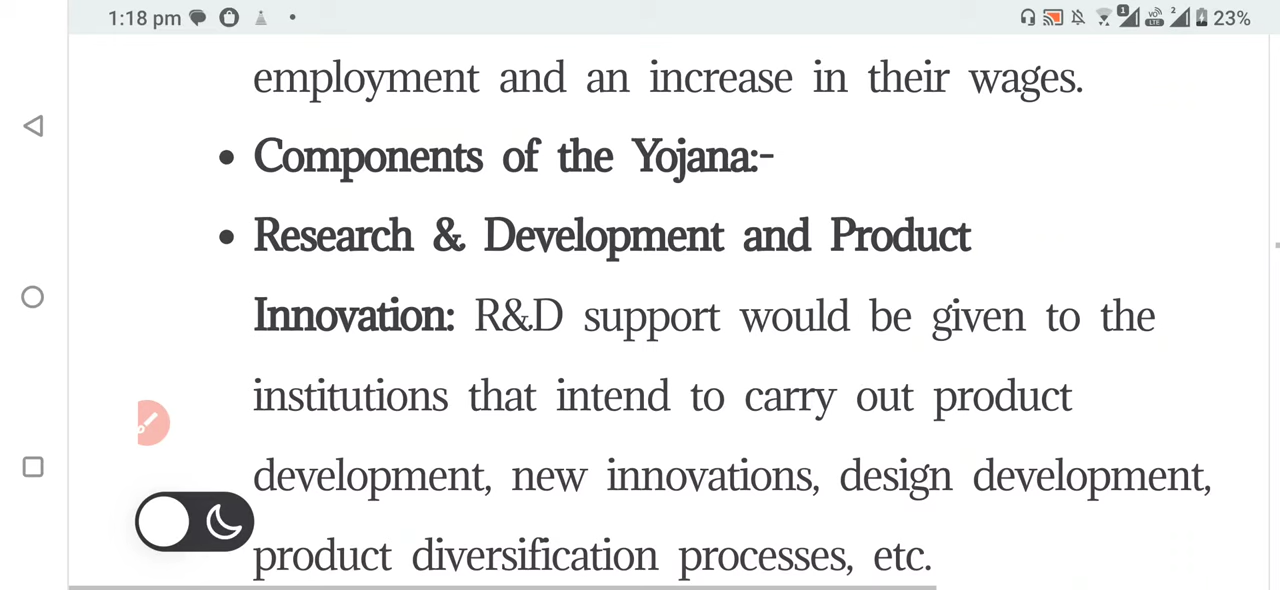 1:18 pm 23%
employment and an increase in their wages.
• Components of the Yojana:-
• Research & Development and Product
Innovation: R&D support would be given to the
institutions that intend to carry out product
development, new innovations, design development,
product diversification processes, etc.